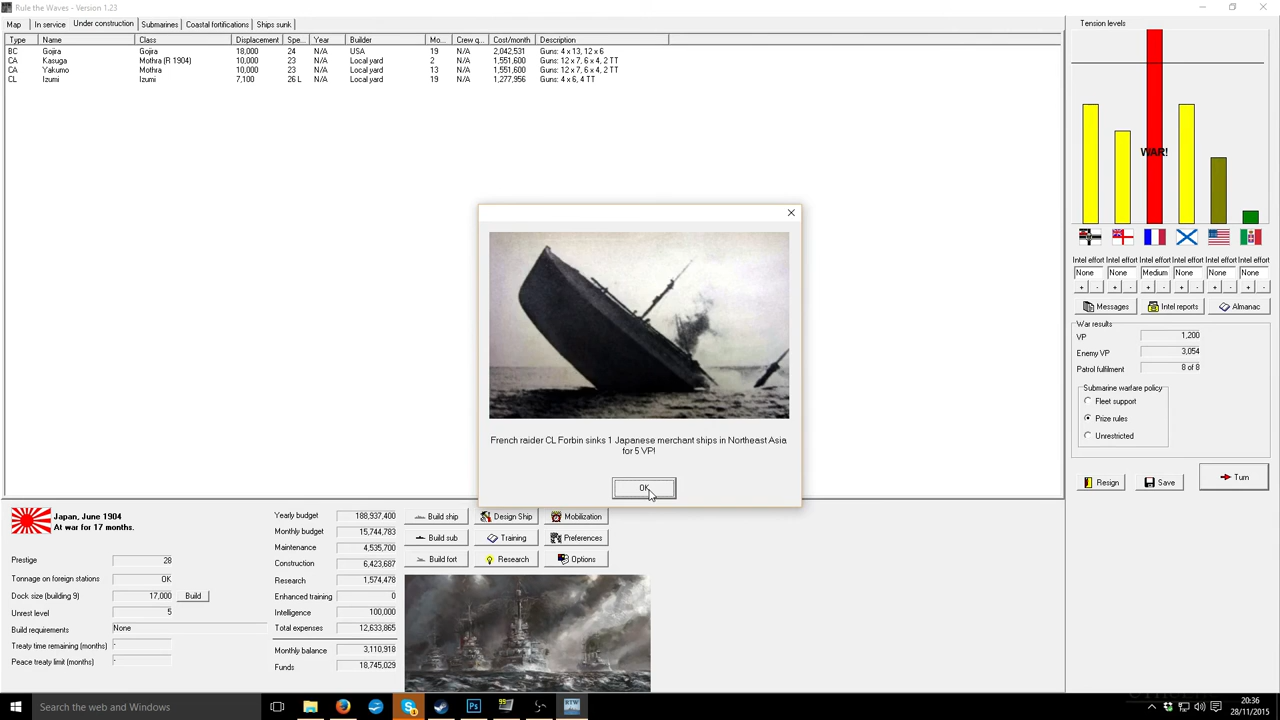 Rule the Waves - Version 1.23
Map In service Under construction Submarines Coastal fortifications Ships sunk
Type Name Class Displacement Spe... Year Builder Mo... Crew q... Cost/month Description
BC Gojira Gojira 18,000 24 N/A USA 19 N/A 2,042,531 Guns: 4 x 13, 12 x 6
CA Kasuga Mothra (R 1904) 10,000 23 N/A Local yard 2 N/A 1,551,600 Guns: 12 x 7, 6 x 4, 2 TT
CA Yakumo Mothra 10,000 23 N/A Local yard 13 N/A 1,551,600 Guns: 12 x 7, 6 x 4, 2 TT
CL Izumi Izumi 7,100 26 L N/A Local yard 19 N/A 1,277,956 Guns: 4 x 6, 4 TT
French raider CL Forbin sinks 1 Japanese merchant ships in Northeast Asia
for 5 VP!
OK
Tension levels
WAR!
Intel effort Intel effort Intel effort Intel effort Intel effort Intel effort
None None Medium None None None
+ - + - + - + - + - + -
Messages Intel reports Almanac
War results
VP 1,200
Enemy VP 3,054
Patrol fulfilment 8 of 8
Submarine warfare policy
Fleet support
Prize rules
Unrestricted
Resign Save Turn
Japan, June 1904
At war for 17 months.
Prestige 28
Tonnage on foreign stations OK
Dock size (building 9) 17,000 Build
Unrest level 5
Build requirements None
Treaty time remaining (months) -
Peace treaty limit (months) -
Yearly budget 188,937,400
Monthly budget 15,744,783
Maintenance 4,535,700
Construction 6,423,687
Research 1,574,478
Enhanced training 0
Intelligence 100,000
Total expenses 12,633,865
Monthly balance 3,110,918
Funds 18,745,029
Build ship Design Ship Mobilization
Build sub Training Preferences
Build fort Research Options
Search the web and Windows
RTW
20:36
28/11/2015